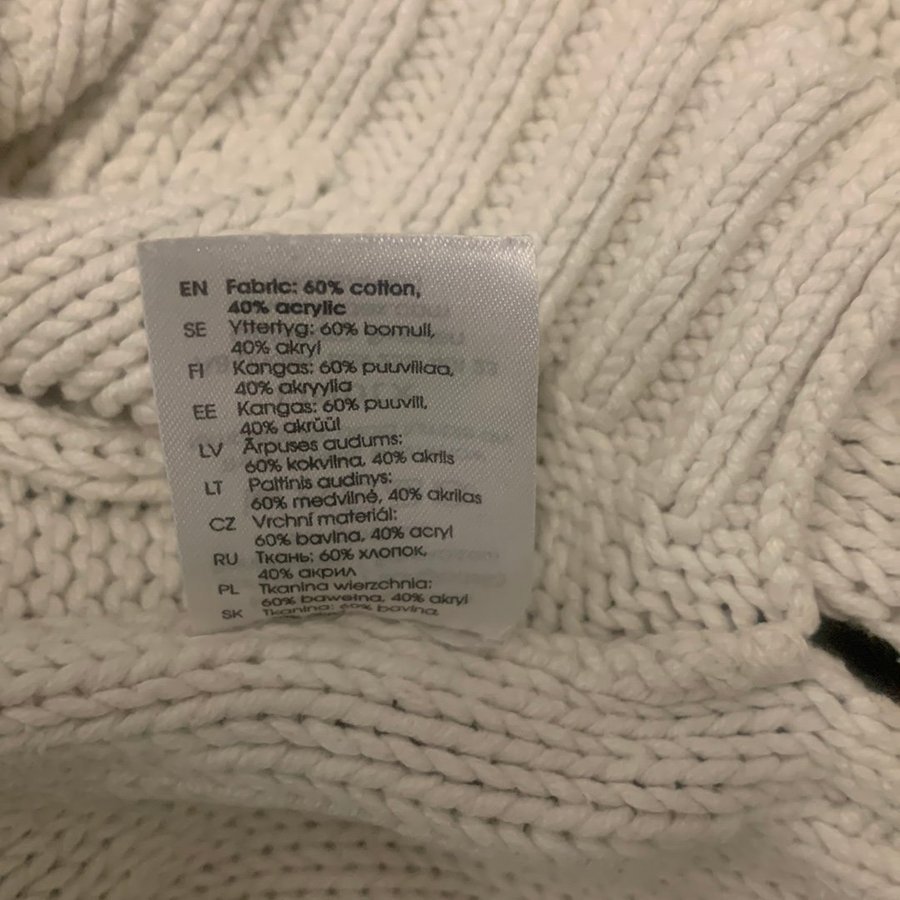 EN Fabric: 60% cotton,
40% acrylic
SE Yttertyg: 60% bomull,
40% akryl
FI Kangas: 60% puuvillaa,
40% akryylia
EE Kangas: 60% puuvill,
40% akrüül
LV Ārpuses audums:
60% kokvilna, 40% akrils
LT Paltinis audinys:
60% medvilnė, 40% akrilas
CZ Vrchní materiál:
60% bavlna, 40% acryl
RU Ткань: 60% хлопок,
40% акрил
PL Tkanina wierzchnia:
60% bawełna, 40% akryl
SK Tkanina: 60% bavlna,